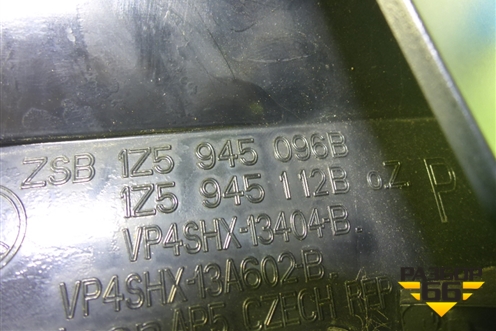 ZSB 1Z5 945 096B
1Z5 945 112B o.Z P
VP4SHX-13404-B.
VP4SHX-13A602-B.
CZECH REP
РАЗБОР
66